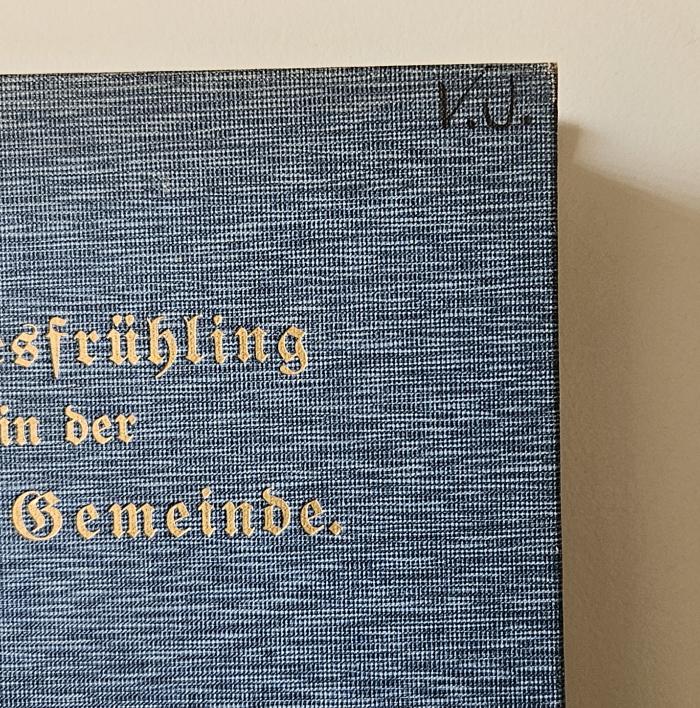 V.J.
esfrühling
in der
Gemeinde.